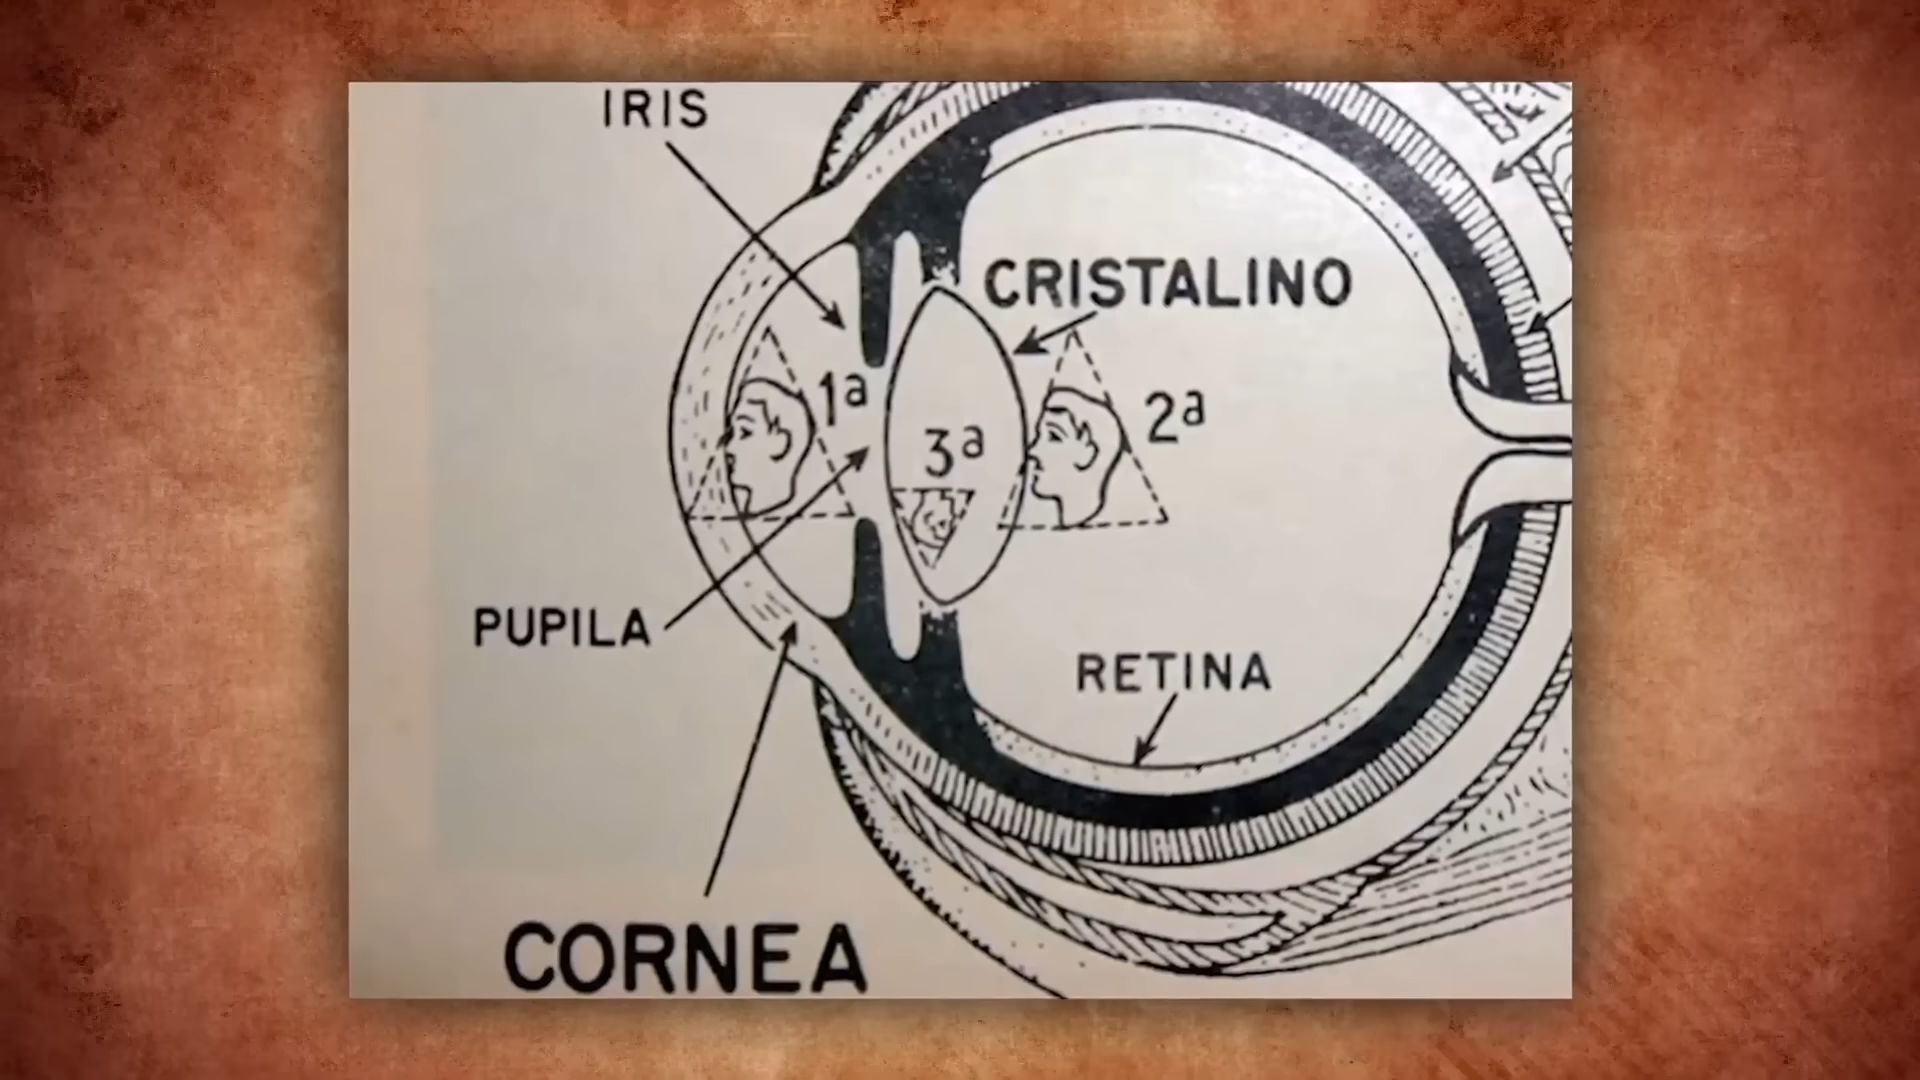 IRIS
CRISTALINO
1ª
2ª
3ª
PUPILA
RETINA
CORNEA